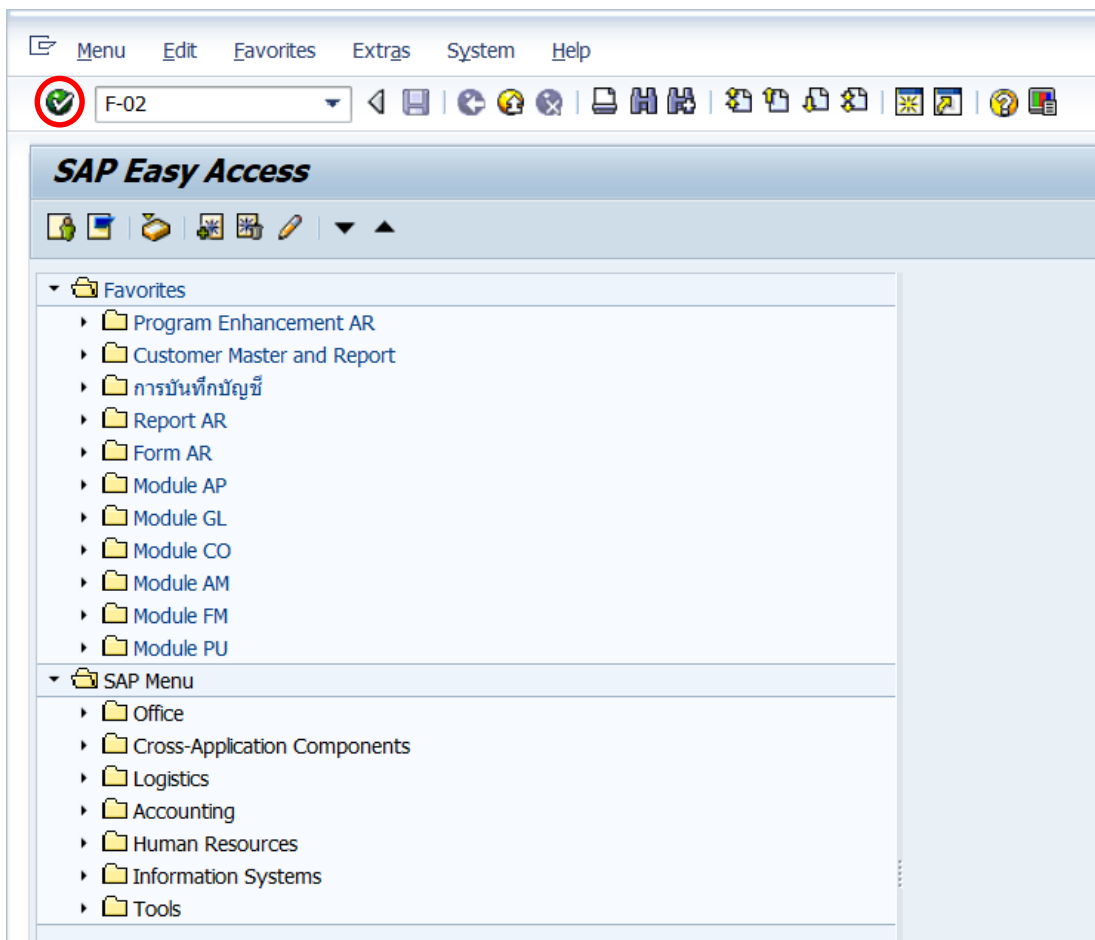 Menu Edit Favorites Extras System Help
F-02
SAP Easy Access
Favorites
Program Enhancement AR
Customer Master and Report
การบันทึกบัญชี
Report AR
Form AR
Module AP
Module GL
Module CO
Module AM
Module FM
Module PU
SAP Menu
Office
Cross-Application Components
Logistics
Accounting
Human Resources
Information Systems
Tools